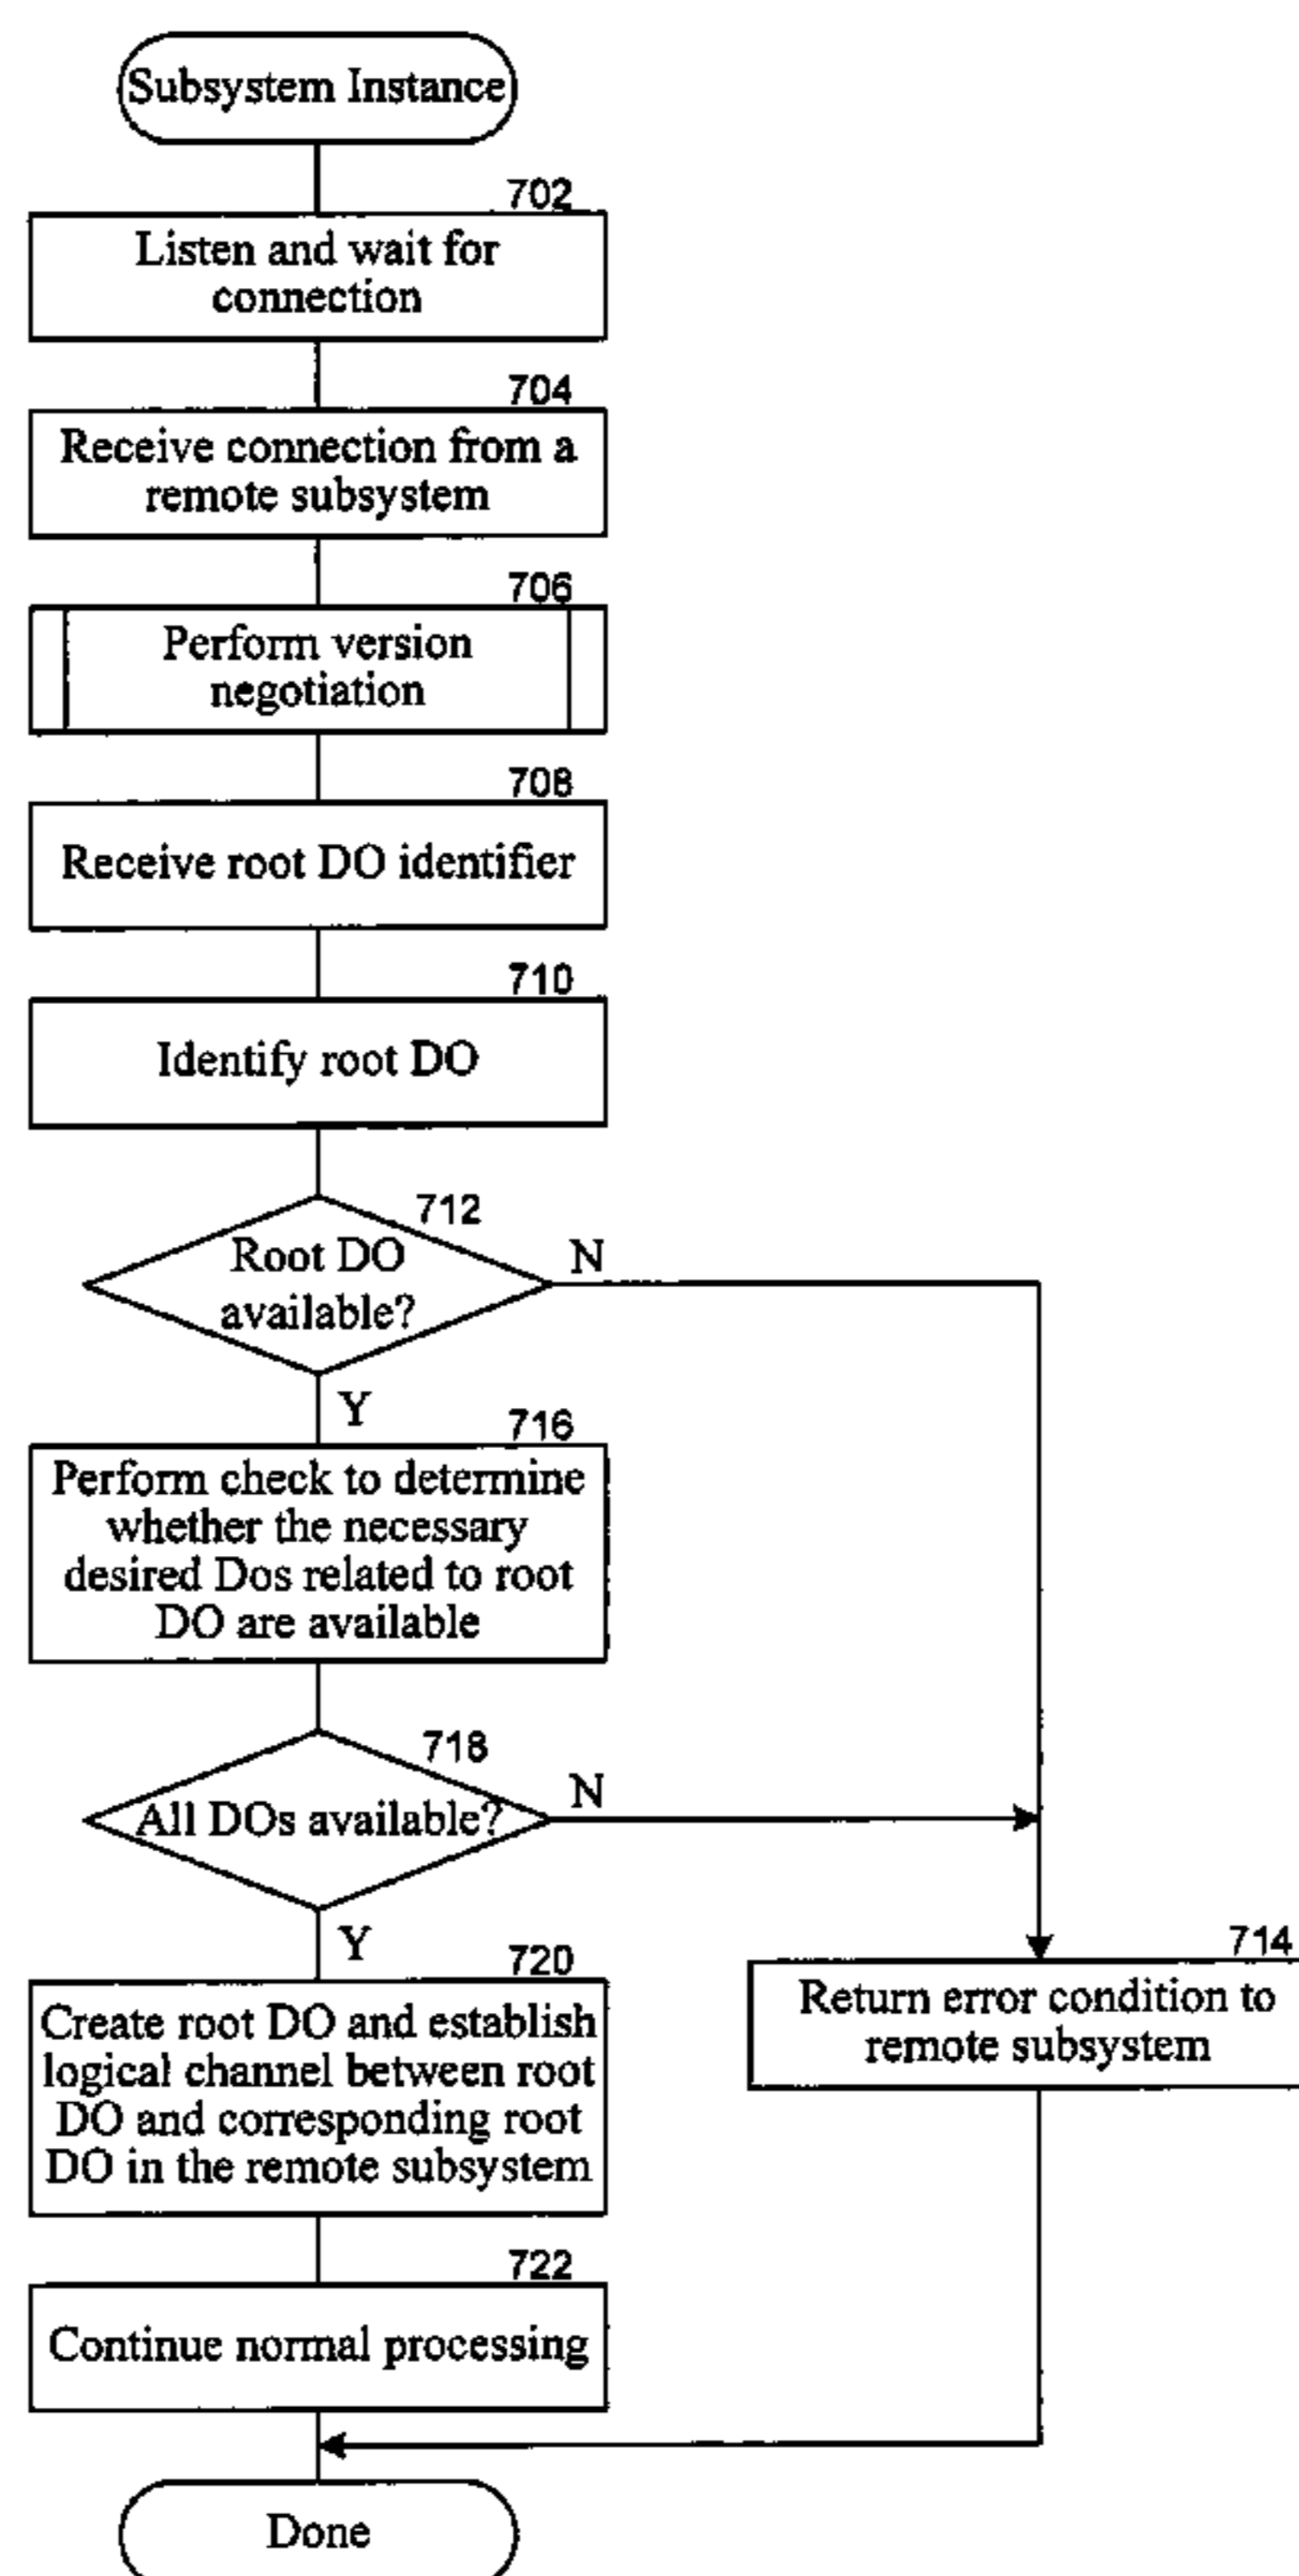 Subsystem Instance
702
Listen and wait for
connection
704
Receive connection from a
remote subsystem
706
Perform version
negotiation
708
Receive root DO identifier
710
Identify root DO
712
Root DO
available?
N
Y
716
Perform check to determine
whether the necessary
desired Dos related to root
DO are available
718
All DOs available?
N
Y
720
Create root DO and establish
logical channel between root
DO and corresponding root
DO in the remote subsystem
714
Return error condition to
remote subsystem
722
Continue normal processing
Done